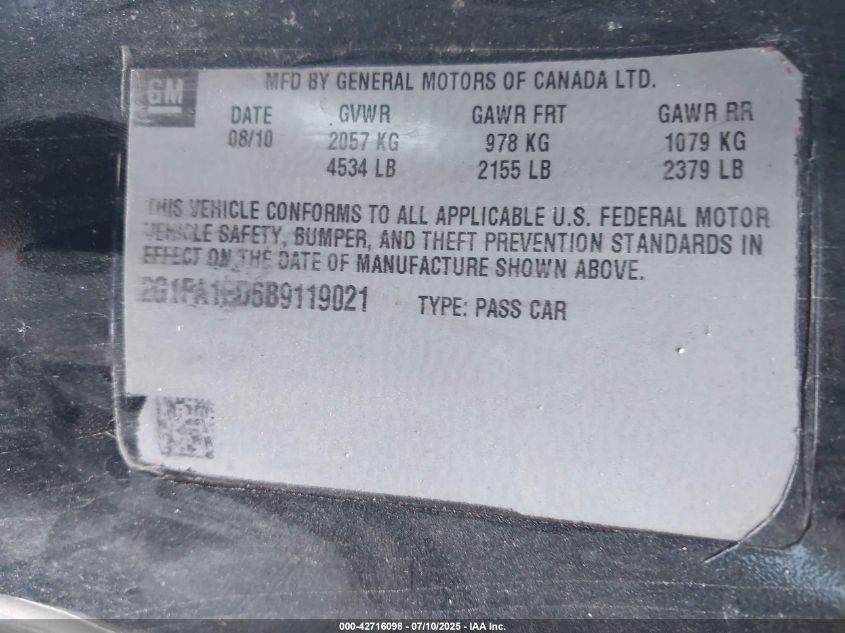 GM
MFD BY GENERAL MOTORS OF CANADA LTD.
DATE GVWR GAWR FRT GAWR RR
08/10 2057 KG 978 KG 1079 KG
4534 LB 2155 LB 2379 LB
THIS VEHICLE CONFORMS TO ALL APPLICABLE U.S. FEDERAL MOTOR
VEHICLE SAFETY, BUMPER, AND THEFT PREVENTION STANDARDS IN
EFFECT ON THE DATE OF MANUFACTURE SHOWN ABOVE.
2G1FA1ED6B9119021 TYPE: PASS CAR
000-42716098 - 07/10/2025 - IAA Inc.